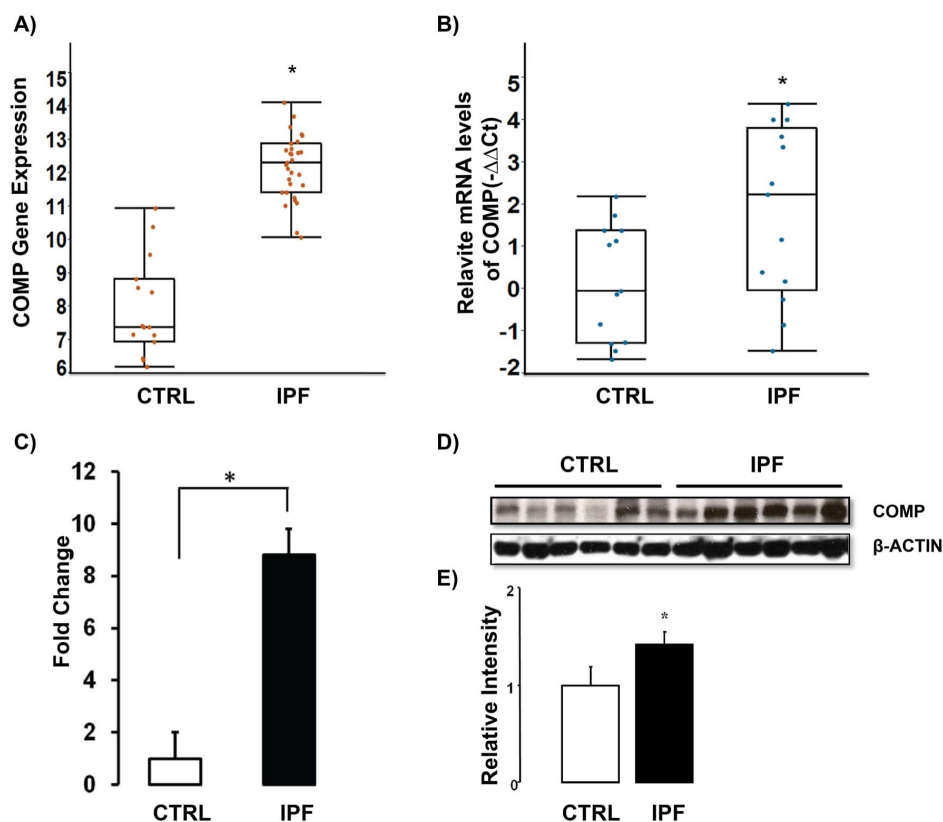 A)
COMP Gene Expression
15
14
13
12
11
10
9
8
7
6
*
CTRL IPF
B)
Relavite mRNA levels
of COMP(-ΔΔCt)
5
4
3
2
1
0
-1
-2
*
CTRL IPF
C)
Fold Change
12
10
8
6
4
2
0
*
CTRL IPF
D)
CTRL IPF
COMP
β-ACTIN
E)
Relative Intensity
2
1
0
*
CTRL IPF